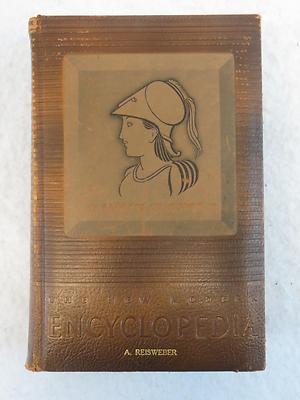 THE NEW MODERN
ENCYCLOPEDIA
A. REISWEBER